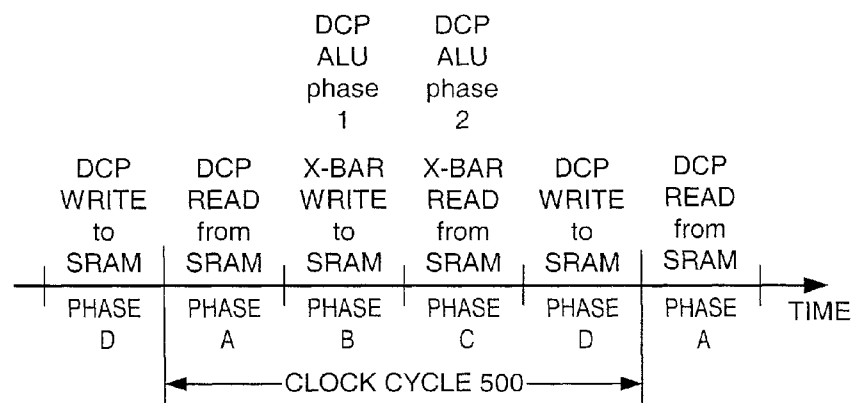 DCP DCP
ALU ALU
phase phase
1 2
DCP DCP X-BAR X-BAR DCP DCP
WRITE READ WRITE READ WRITE READ
to from to from to from
SRAM SRAM SRAM SRAM SRAM SRAM
PHASE PHASE PHASE PHASE PHASE PHASE TIME
D A B C D A
CLOCK CYCLE 500